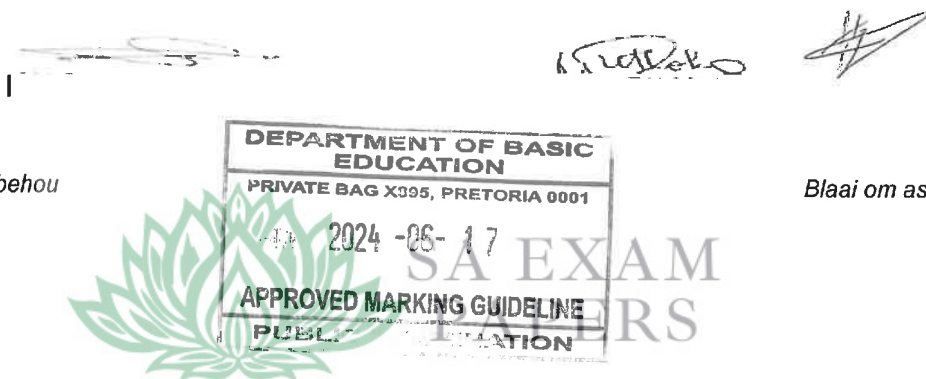 behou
Blaai om as
DEPARTMENT OF BASIC
EDUCATION
PRIVATE BAG X895, PRETORIA 0001
2024 -06- 17
APPROVED MARKING GUIDELINE
SA EXAM
PAPERS